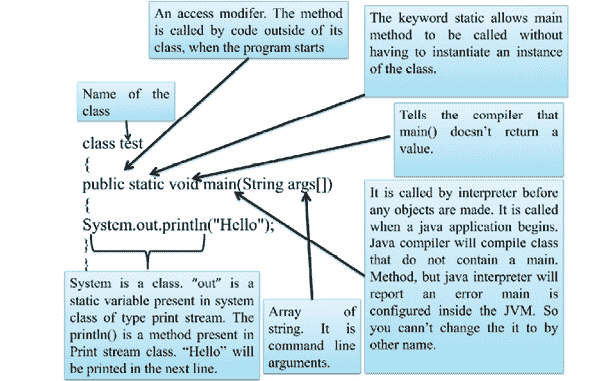 An access modifer. The method
is called by code outside of its
class, when the program starts
The keyword static allows main
method to be called without
having to instantiate an instance
of the class.
Name of the
class
Tells the compiler that
main() doesn't return a
value.
class test
{
public static void main(String args[])
{
System.out.println("Hello");
}
}
It is called by interpreter before
any objects are made. It is called
when a java application begins.
Java compiler will compile class
that do not contain a main.
Method, but java interpreter will
report an error main is
configured inside the JVM. So
you cann't change the it to by
other name.
System is a class. "out" is a
static variable present in system
class of type print stream. The
println() is a method present in
Print stream class. "Hello" will
be printed in the next line.
Array of
string. It is
command line
arguments.